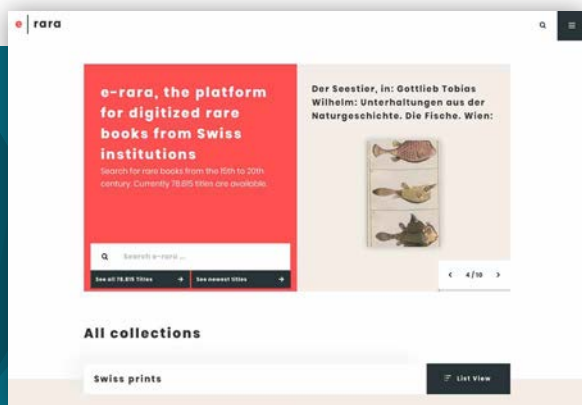 e | rara
e-rara, the platform
for digitized rare
books from Swiss
institutions
Search for rare books from the 15th to 20th
century. Currently 78,615 titles are available.
Search e-rara ...
See all 78,615 Titles →
See newest titles →
Der Seestier, in: Gottlieb Tobias
Wilhelm: Unterhaltungen aus der
Naturgeschichte. Die Fische. Wien:
< 4/10 >
All collections
Swiss prints
List View